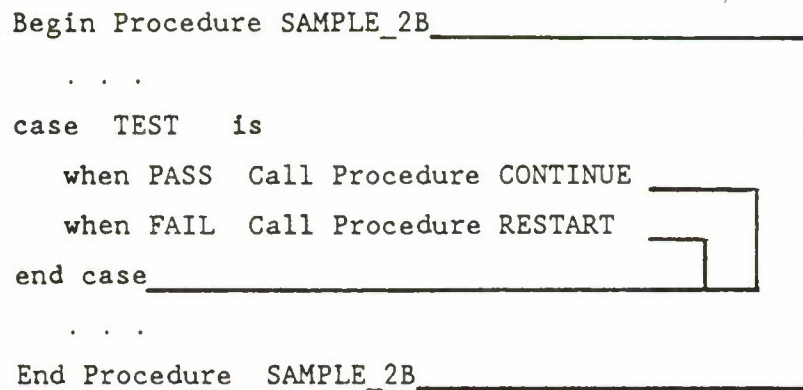 Begin Procedure SAMPLE_2B
. . .
case TEST is
when PASS Call Procedure CONTINUE
when FAIL Call Procedure RESTART
end case
. . .
End Procedure SAMPLE_2B